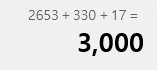 2653 + 330 + 17 =
3,000